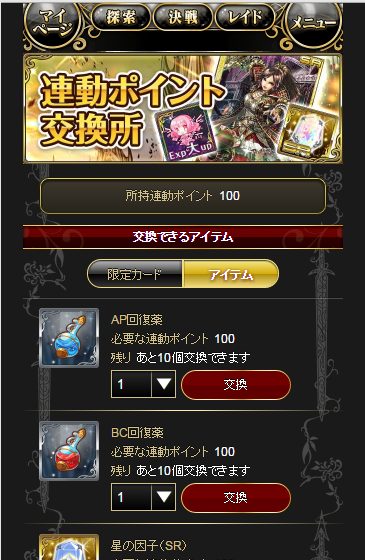 マイ
ページ
探索
決戦
レイド
メニュー
連動ポイント
交換所
SR
Exp 大 up
所持連動ポイント 100
交換できるアイテム
限定カード
アイテム
AP回復薬
必要な連動ポイント 100
残り あと10個交換できます
1
交換
BC回復薬
必要な連動ポイント 100
残り あと10個交換できます
1
交換
星の因子(SR)